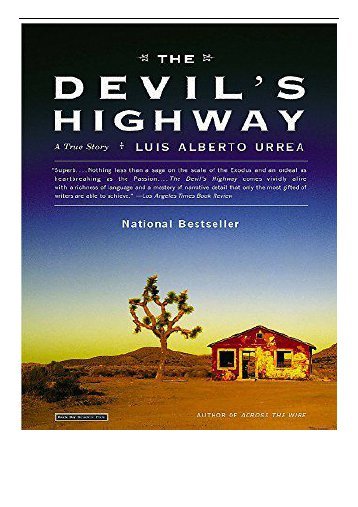 THE
DEVIL'S
HIGHWAY
A True Story ‡ LUIS ALBERTO URREA
"Superb....Nothing less than a saga on the scale of the Exodus and an ordeal as
heartbreaking as the Passion....The Devil's Highway comes vividly alive
with a richness of language and a mastery of narrative detail that only the most gifted of
writers are able to achieve." —Los Angeles Times Book Review
National Bestseller
AUTHOR OF ACROSS THE WIRE